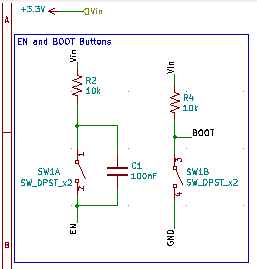 +3.3V
Vin
A
EN and BOOT Buttons
Vin
R2
10k
Vin
R4
10k
BOOT
1
SW1A
SW_DPST_x2
2
C1
100nF
3
SW1B
SW_DPST_x2
4
EN
GND
B